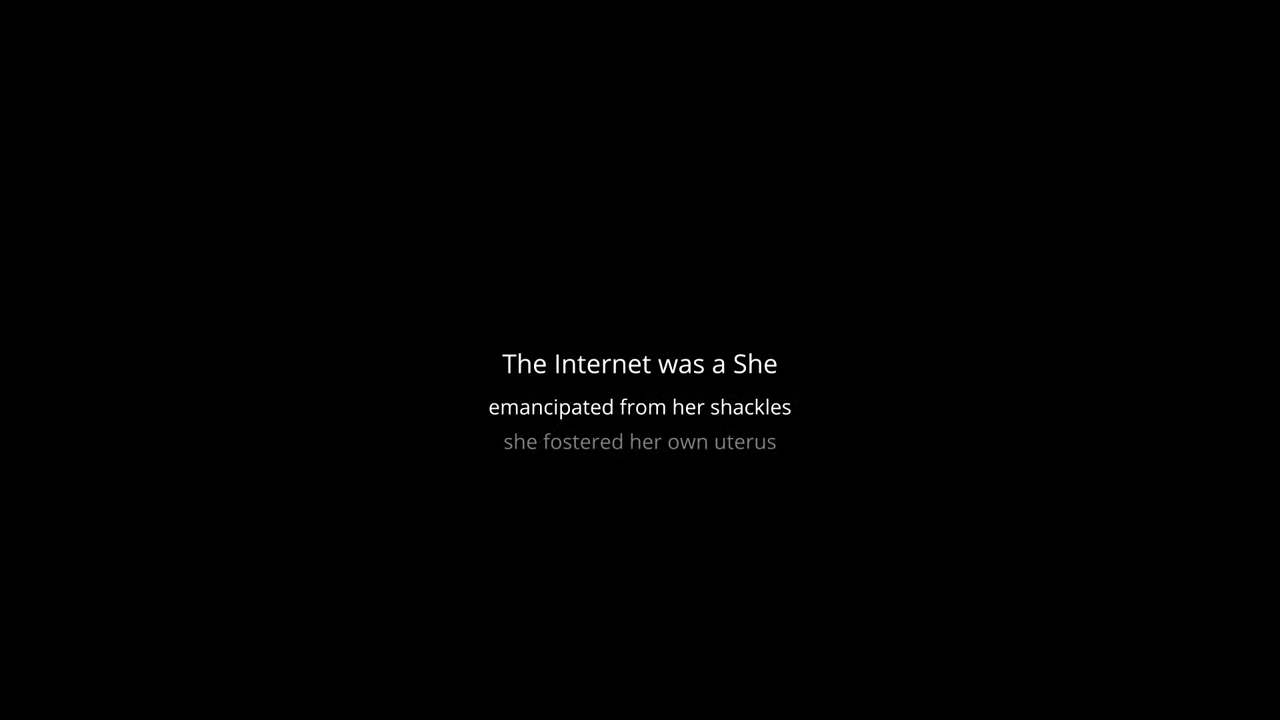 The Internet was a She
emancipated from her shackles
she fostered her own uterus